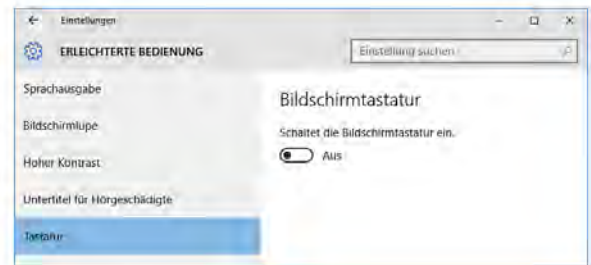 Einstellungen
ERLEICHTERTE BEDIENUNG
Einstellung suchen
Sprachausgabe
Bildschirmlupe
Hoher Kontrast
Untertitel für Hörgeschädigte
Tastatur
Bildschirmtastatur
Schaltet die Bildschirmtastatur ein.
Aus